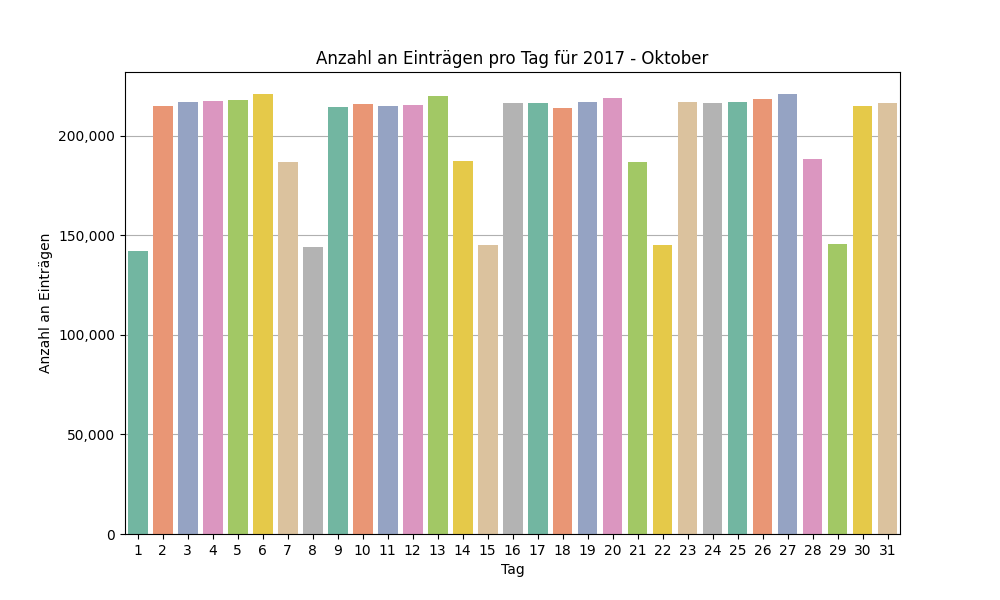 Anzahl an Einträgen pro Tag für 2017 - Oktober
Anzahl an Einträgen
200,000
150,000
100,000
50,000
0
1 2 3 4 5 6 7 8 9 10 11 12 13 14 15 16 17 18 19 20 21 22 23 24 25 26 27 28 29 30 31
Tag